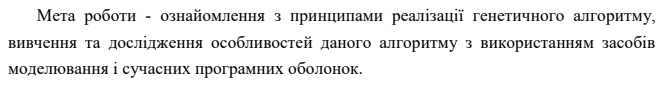 Мета роботи - ознайомлення з принципами реалізації генетичного алгоритму,
вивчення та дослідження особливостей даного алгоритму з використанням засобів
моделювання і сучасних програмних оболонок.